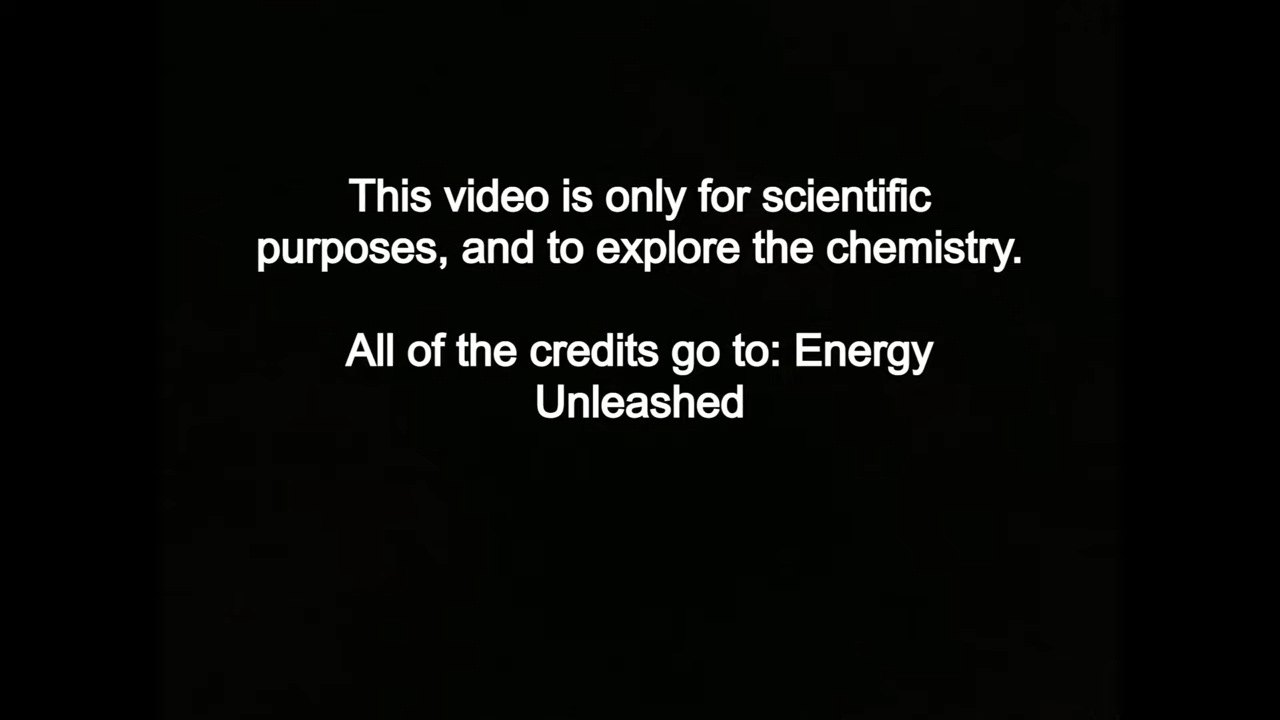 This video is only for scientific
purposes, and to explore the chemistry.
All of the credits go to: Energy
Unleashed